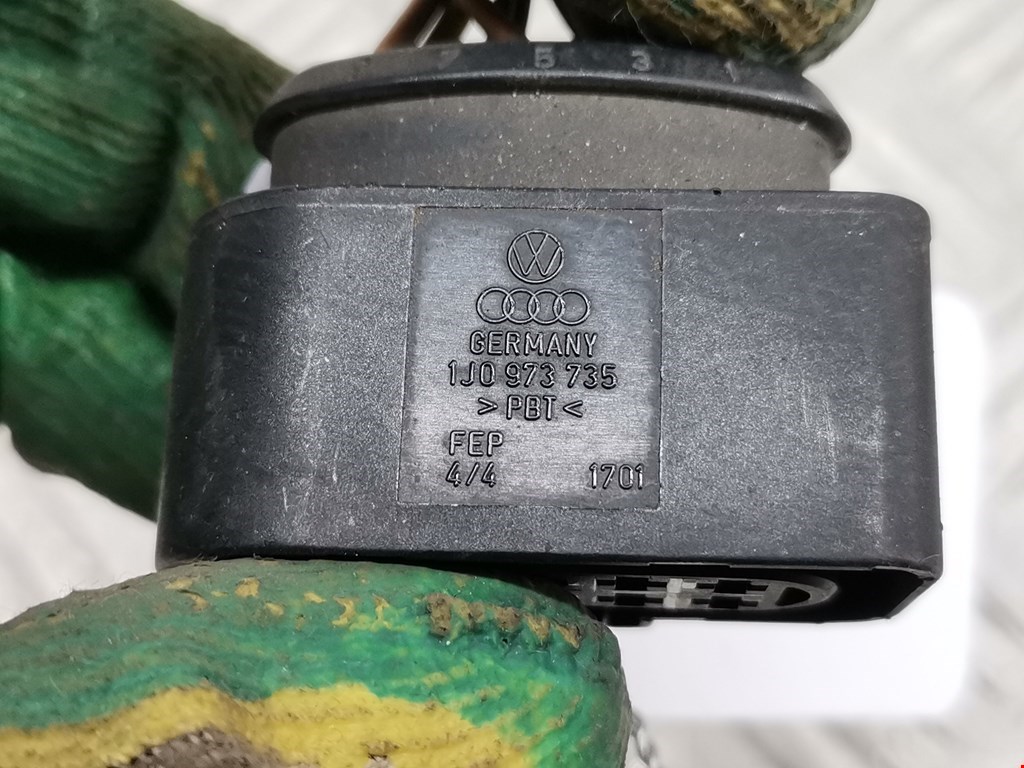 7 5 3 1
GERMANY
1J0 973 735
>PBT<
FEP
4/4 1701